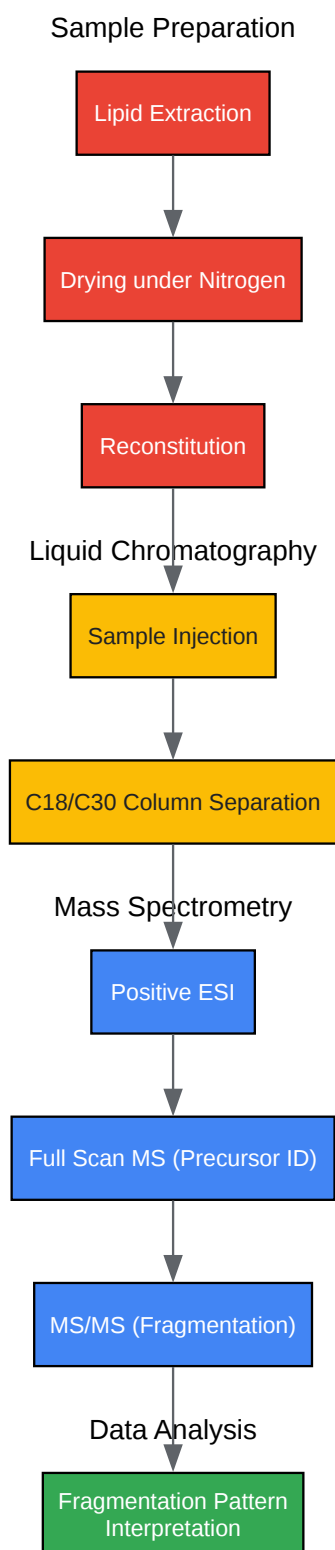 Sample Preparation
Lipid Extraction
Drying under Nitrogen
Reconstitution
Liquid Chromatography
Sample Injection
C18/C30 Column Separation
Mass Spectrometry
Positive ESI
Full Scan MS (Precursor ID)
MS/MS (Fragmentation)
Data Analysis
Fragmentation Pattern
Interpretation